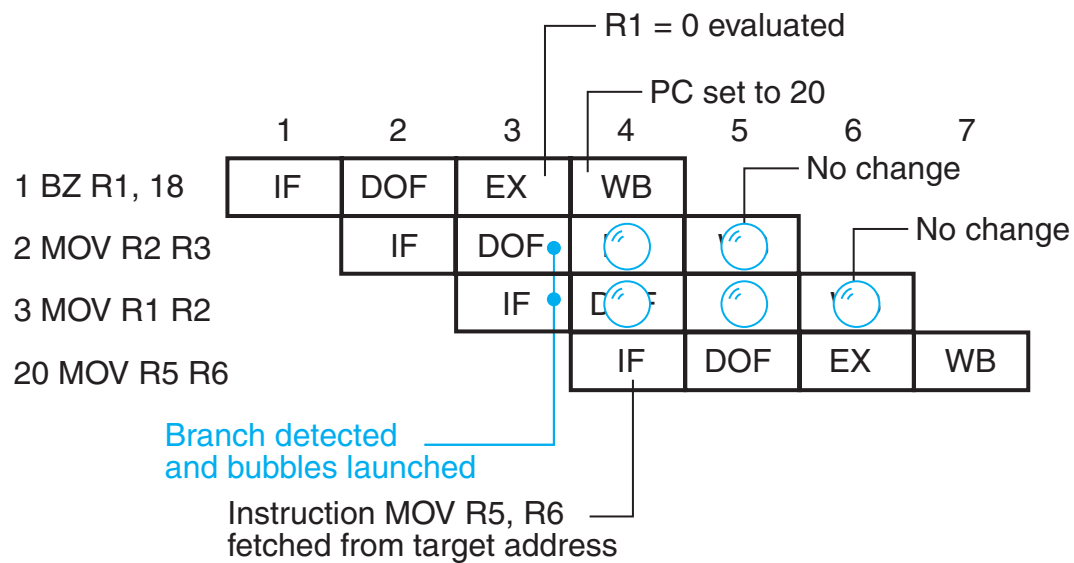 R1 = 0 evaluated
PC set to 20
1 2 3 4 5 6 7
No change
1 BZ R1, 18 IF DOF EX WB
2 MOV R2 R3 IF DOF
No change
3 MOV R1 R2 IF
20 MOV R5 R6 IF DOF EX WB
Branch detected
and bubbles launched
Instruction MOV R5, R6
fetched from target address